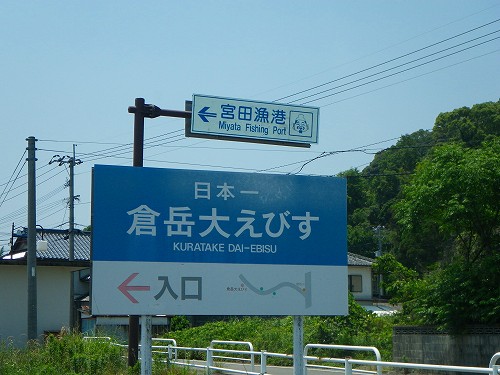 宮田漁港
Miyata Fishing Port
日本一
倉岳大えびす
KURATAKE DAI-EBISU
入口